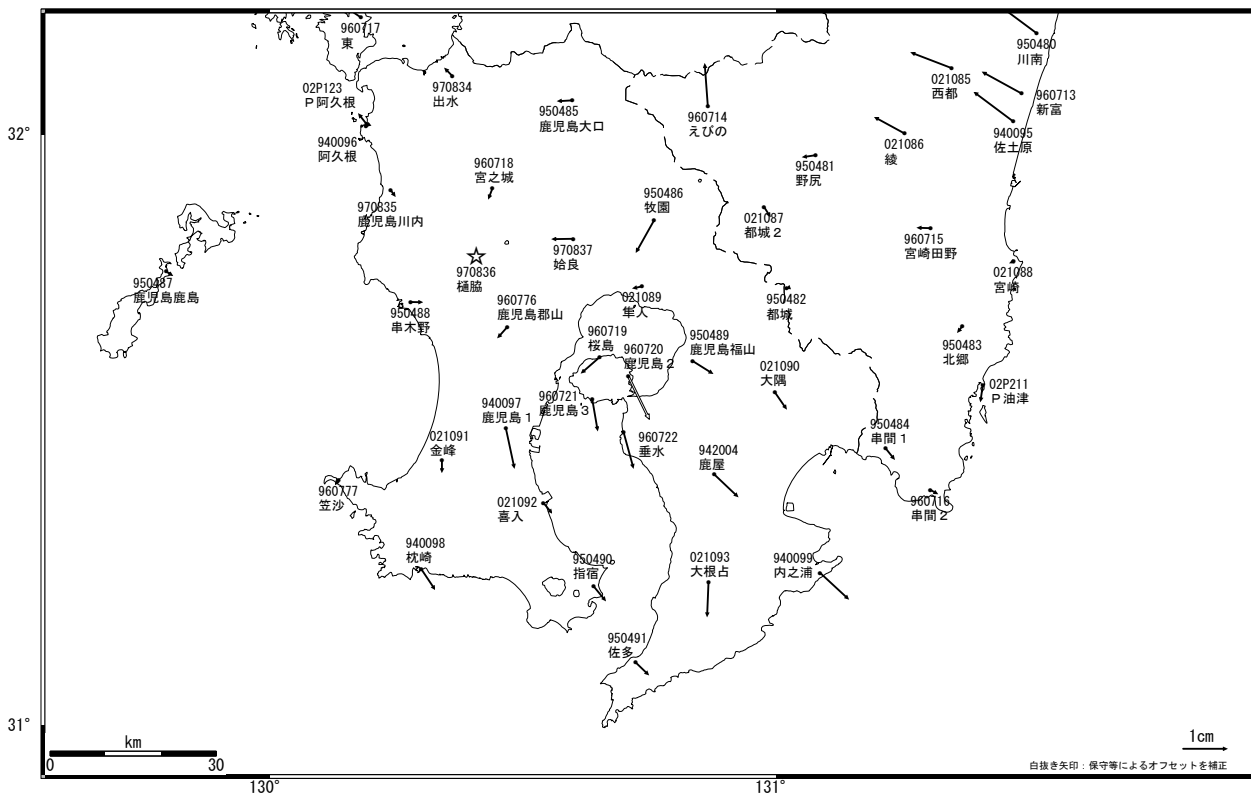 960717
東
950480
川南
021085
西都
960713
新富
970834
出水
02P123
P阿久根
950485
鹿児島大口
960714
えびの
940095
佐土原
32°
940096
阿久根
021086
綾
950481
野尻
960718
宮之城
950486
牧園
970835
鹿児島川内
021087
都城2
960715
宮崎田野
970837
姶良
970836
樋脇
021088
宮崎
950487
鹿児島鹿島
950488
串木野
960776
鹿児島郡山
021089
隼人
950482
都城
960719
桜島
960720
鹿児島2
950489
鹿児島福山
950483
北郷
021090
大隅
02P211
P油津
960721
鹿児島3
940097
鹿児島1
021091
金峰
960722
垂水
942004
鹿屋
950484
串間1
960777
笠沙
021092
喜入
960716
串間2
940098
枕崎
950490
指宿
021093
大根占
940099
内之浦
950491
佐多
31°
km
0
30
1cm
白抜き矢印:保守等によるオフセットを補正
130°
131°